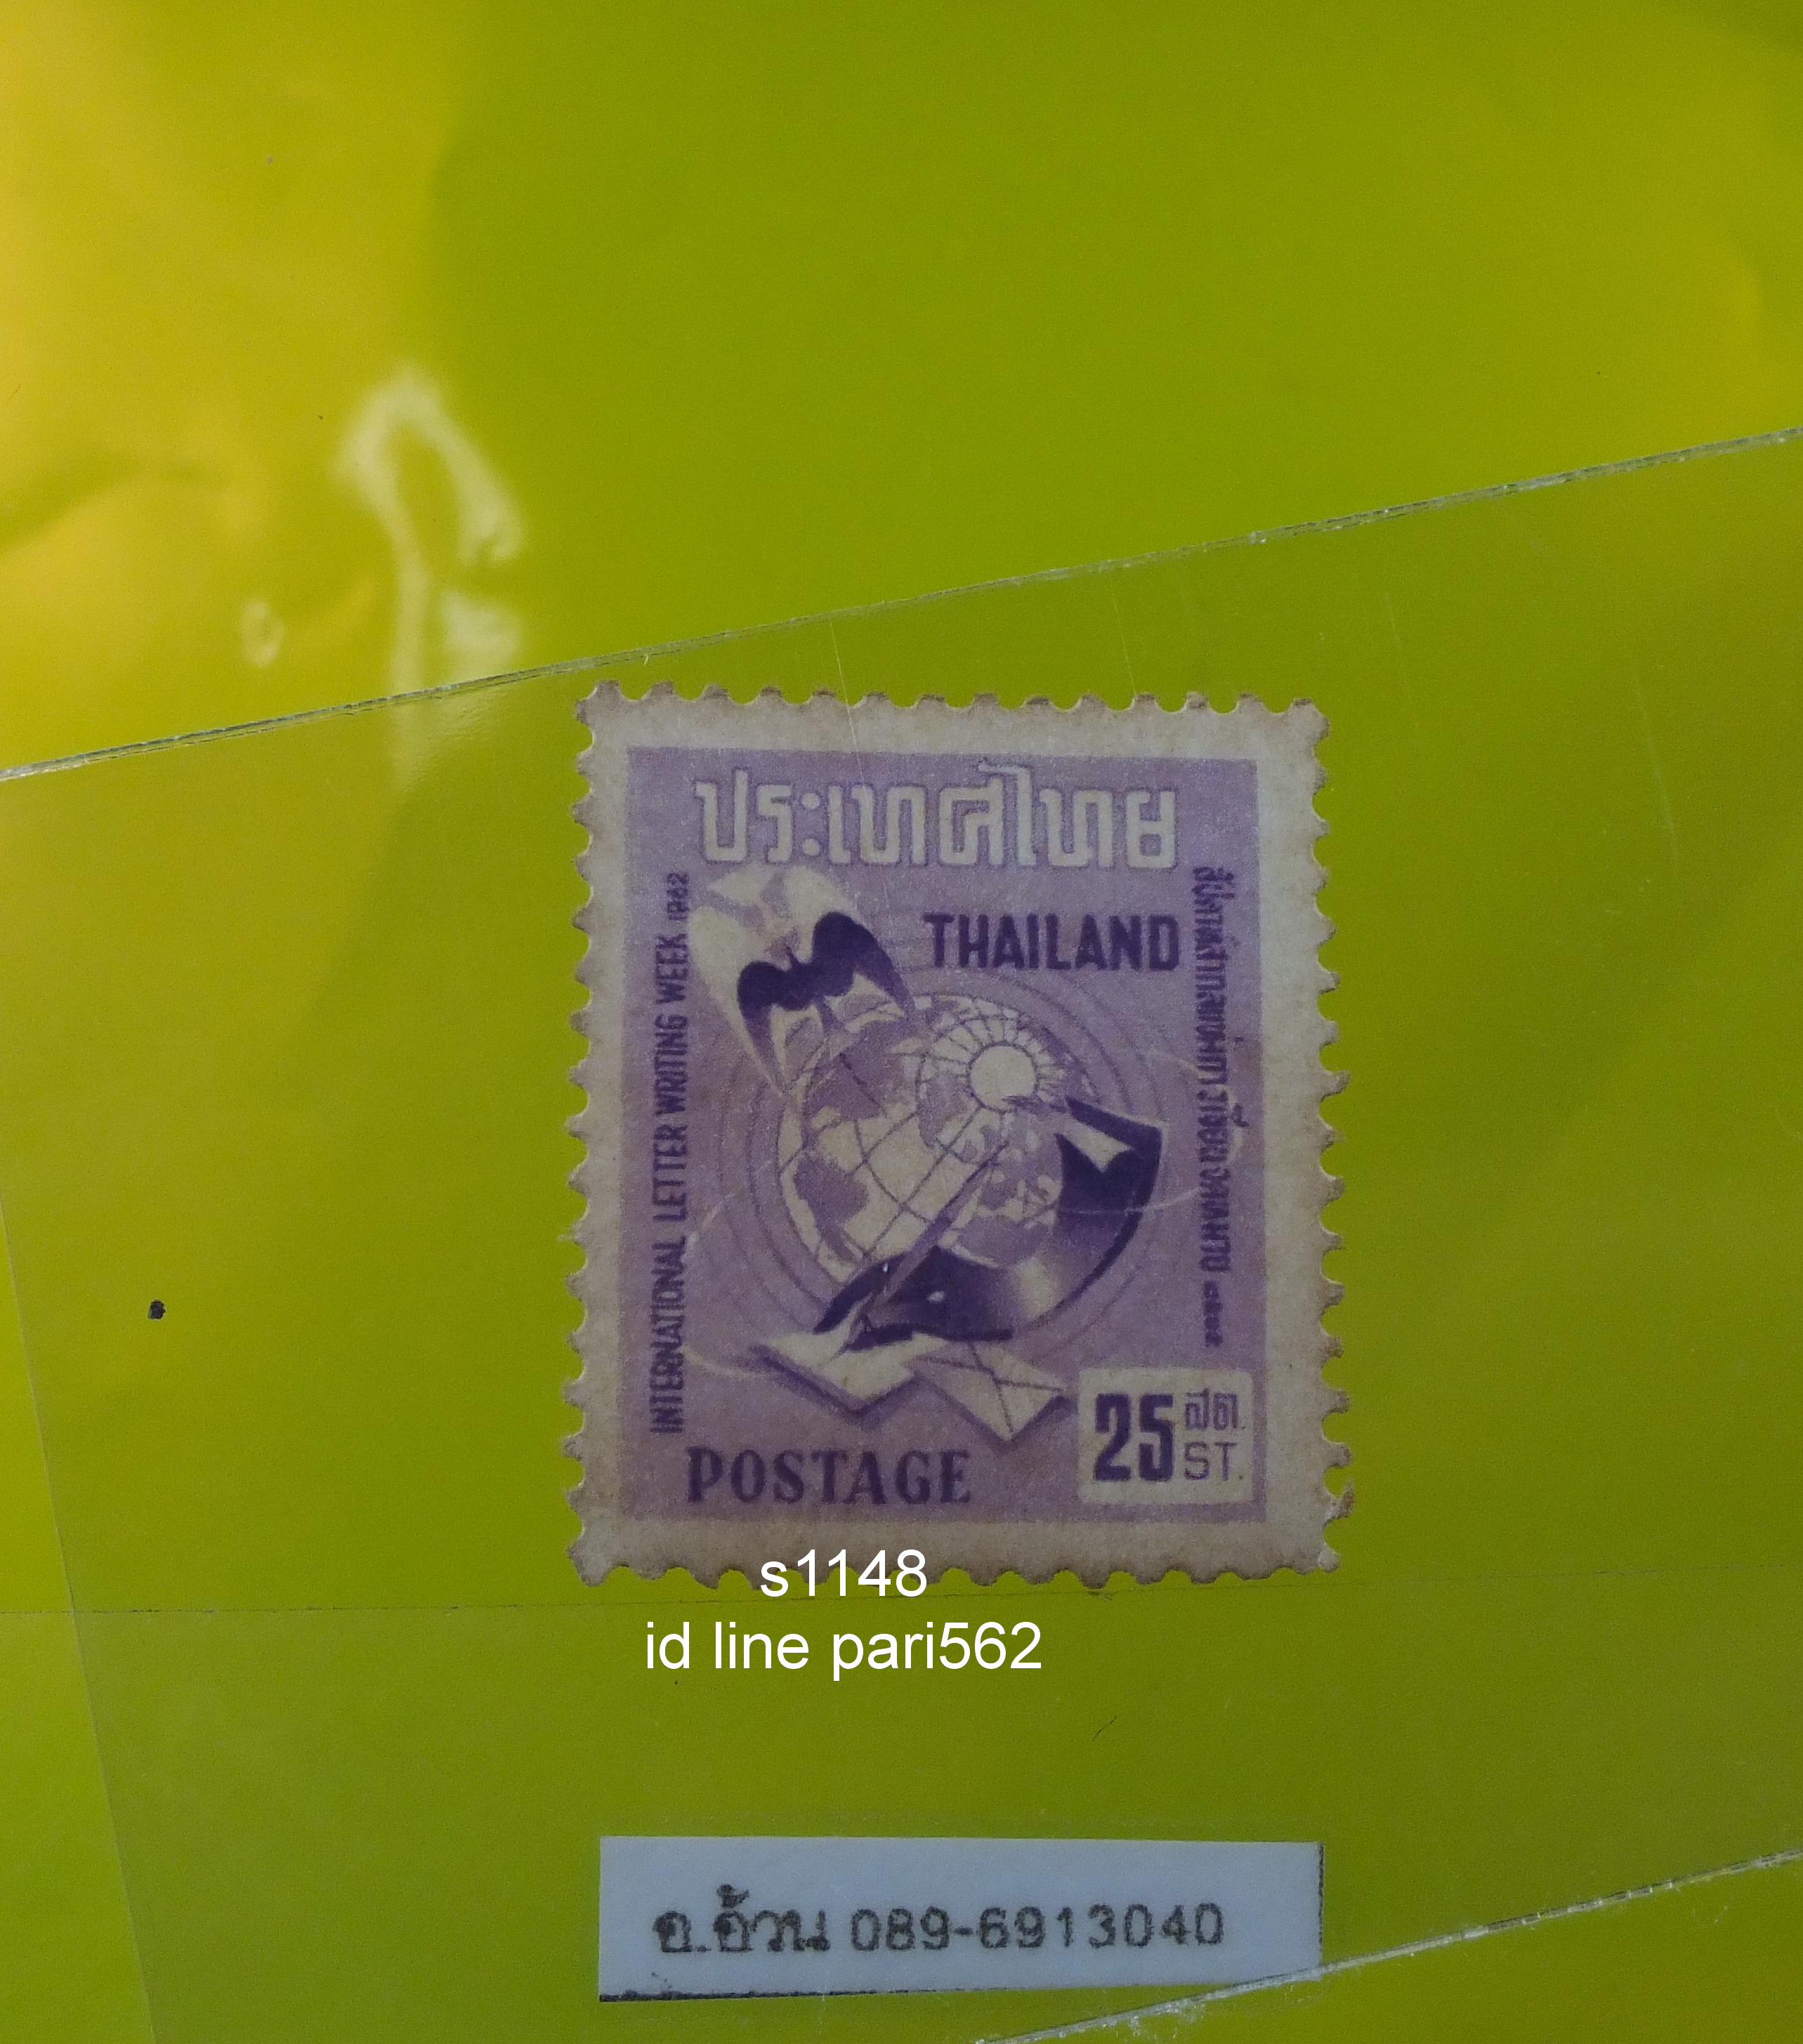 ประเทศไทย
THAILAND
INTERNATIONAL LETTER WRITING WEEK 1962
สัปดาห์สากลแห่งการเขียนจดหมาย ๒๕๐๕
25 สต.
ST.
POSTAGE
s1148
id line pari562
อ.อ้วน 089-6913040